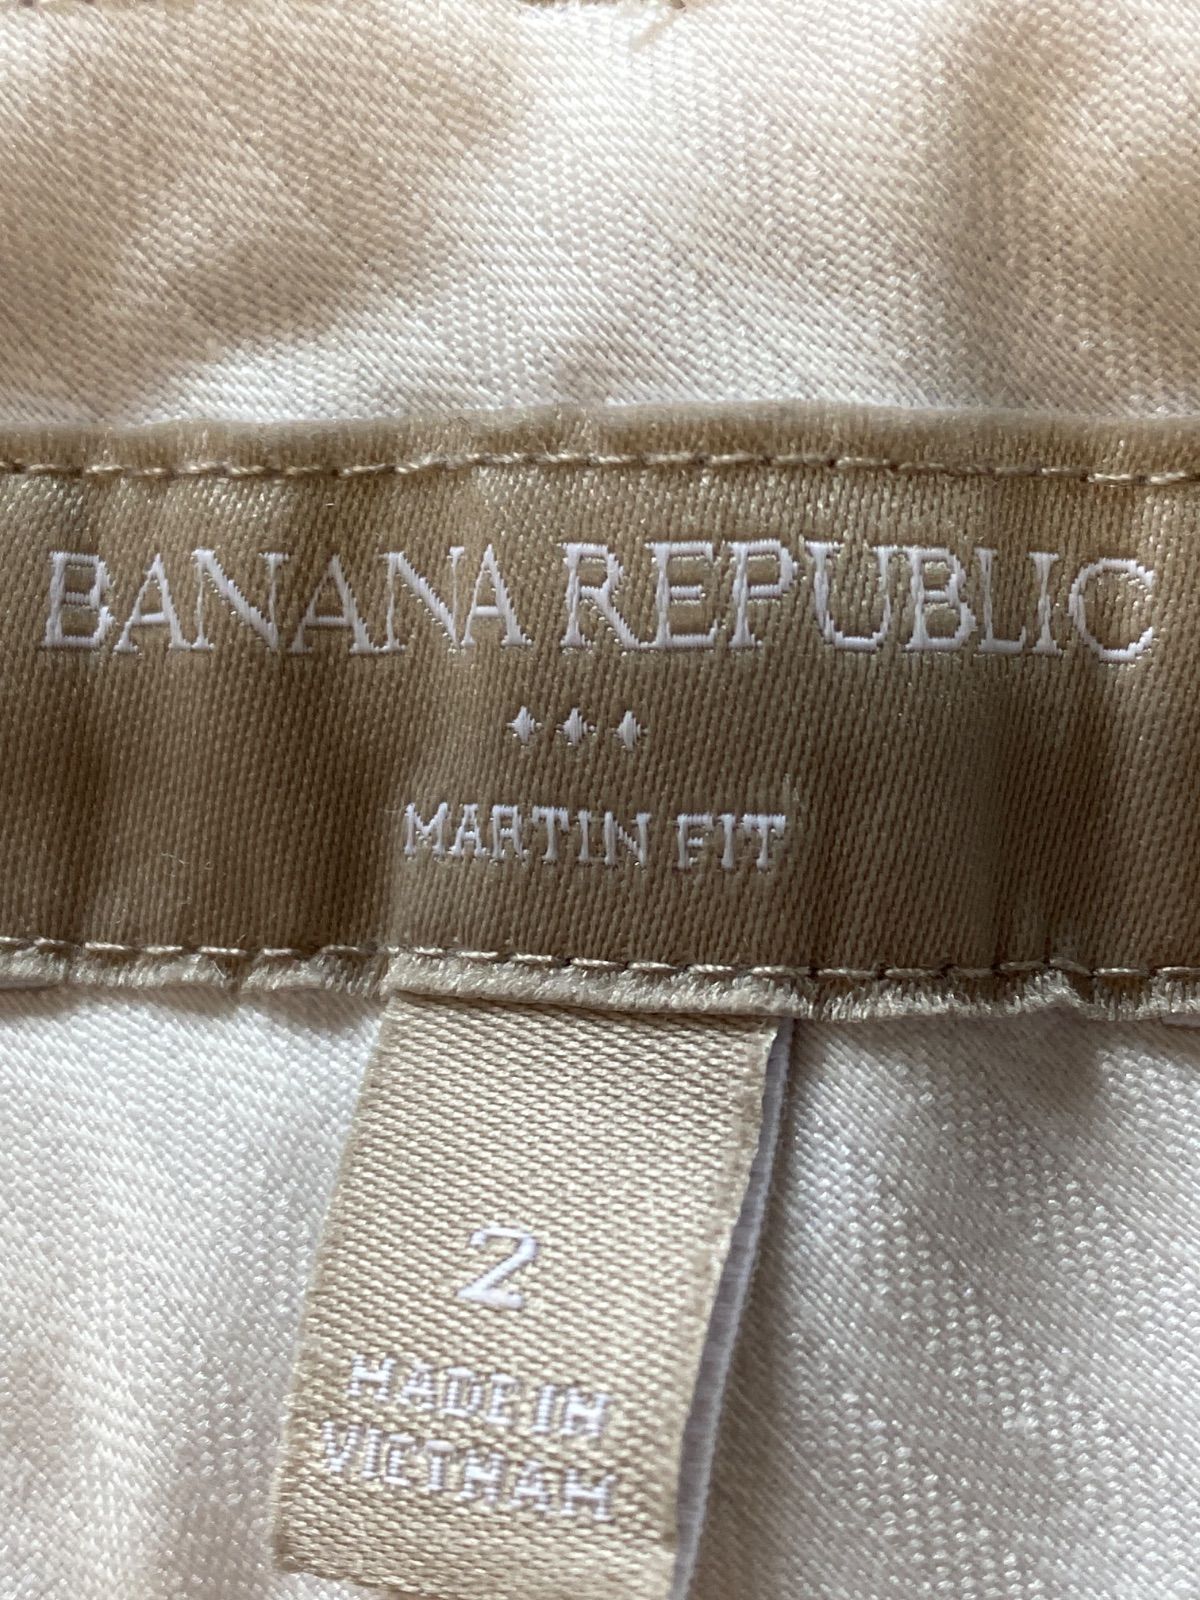 BANANA REPUBLIC
MARTIN FIT
2
MADE IN
VIETNAM